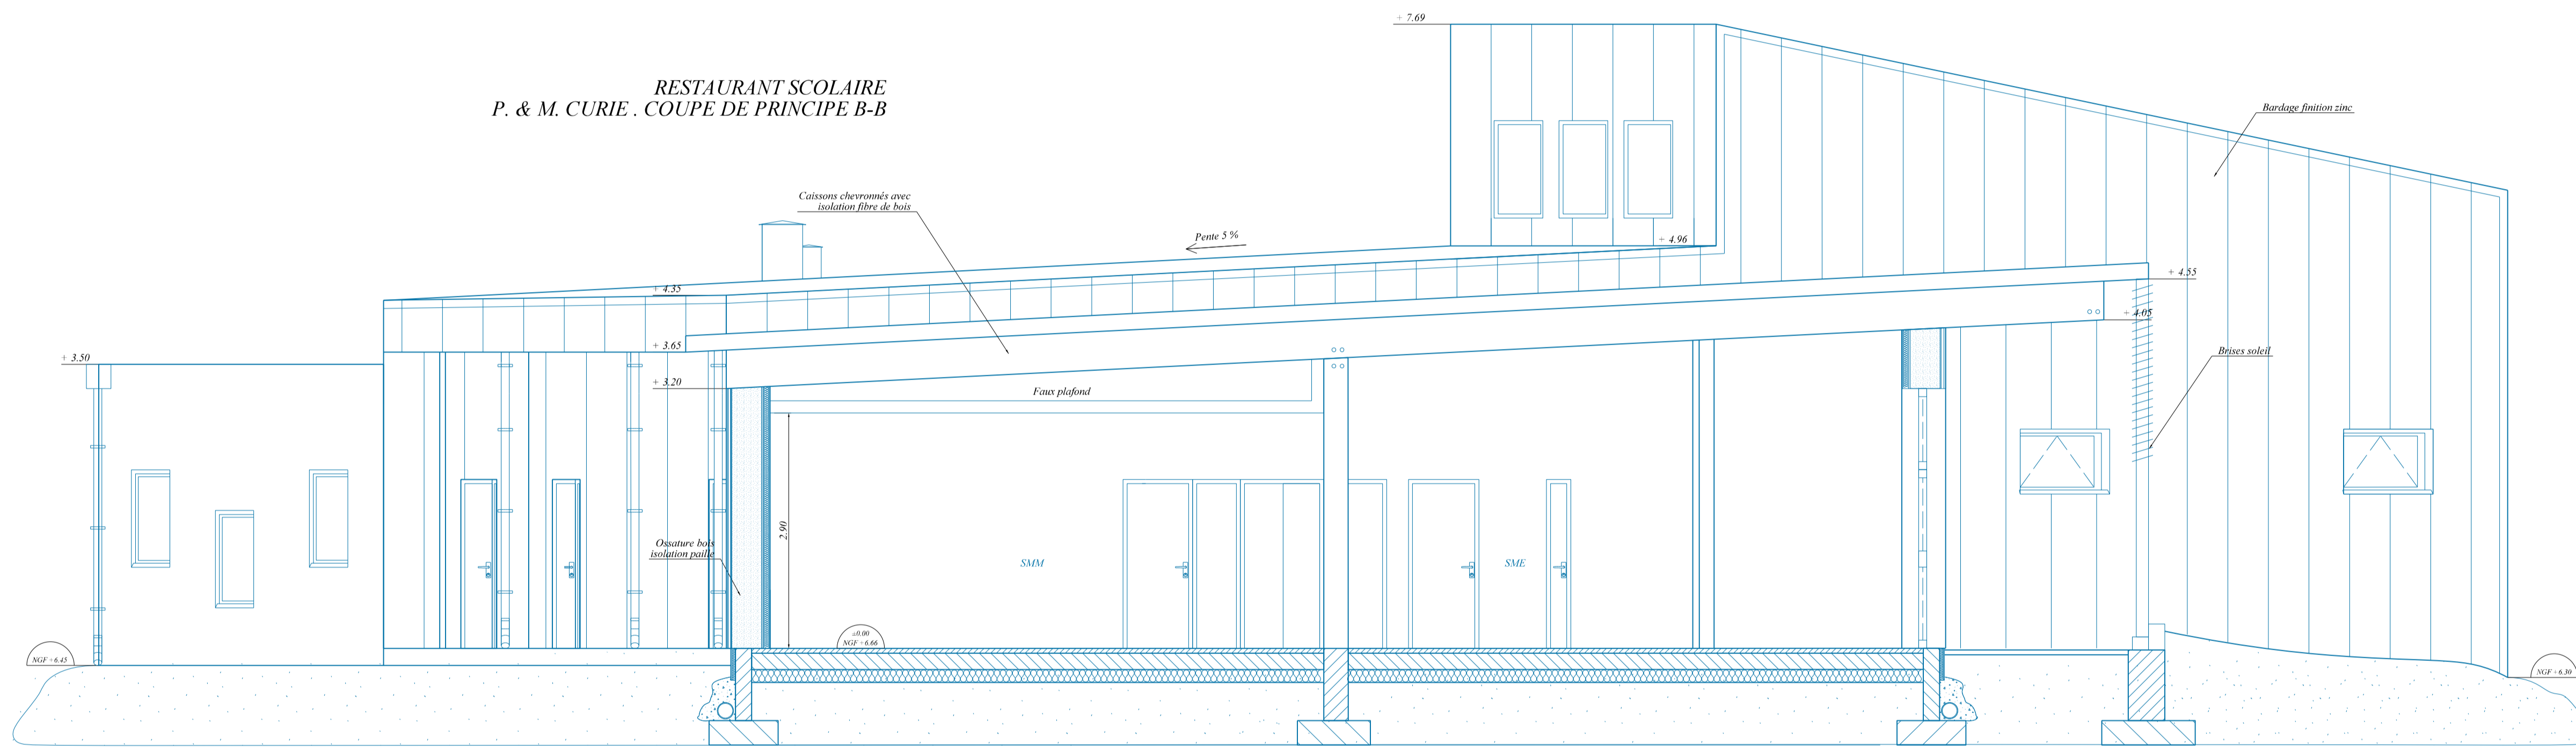 + 7.69
RESTAURANT SCOLAIRE
P. & M. CURIE . COUPE DE PRINCIPE B-B
Bardage finition zinc
Caissons chevronnés avec
isolation fibre de bois
Pente 5 %
+ 4.96
+ 4.55
+ 4.35
+ 4.05
+ 3.65
+ 3.50
Brises soleil
+ 3.20
Faux plafond
2.90
Ossature bois
isolation paille
SMM
SME
±0.00
NGF +6.66
NGF +6.45
NGF +6.30